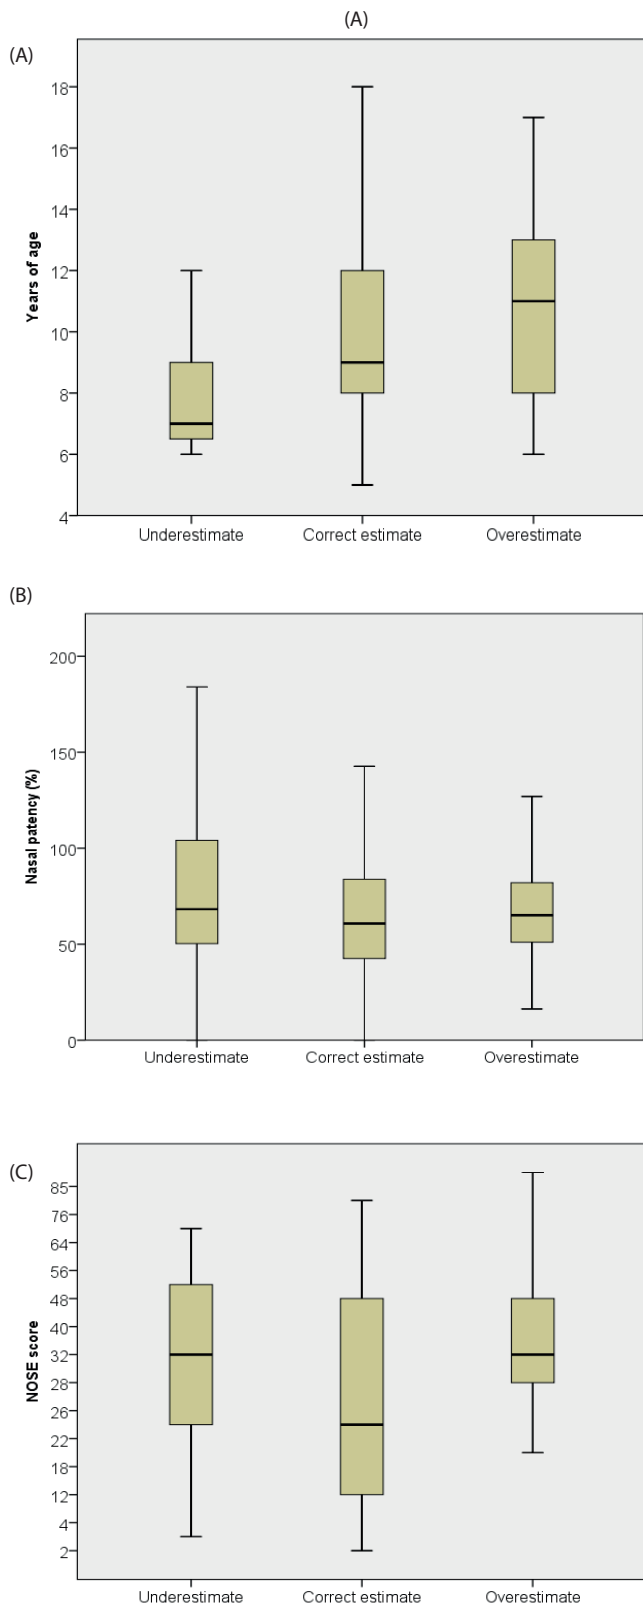 (A)
(A)
18
16
14
12
10
8
6
4
Years of age
Underestimate Correct estimate Overestimate
(B)
200
150
100
50
0
Nasal patency (%)
Underestimate Correct estimate Overestimate
(C)
85
76
64
56
48
40
32
28
26
22
18
12
4
2
NOSE score
Underestimate Correct estimate Overestimate